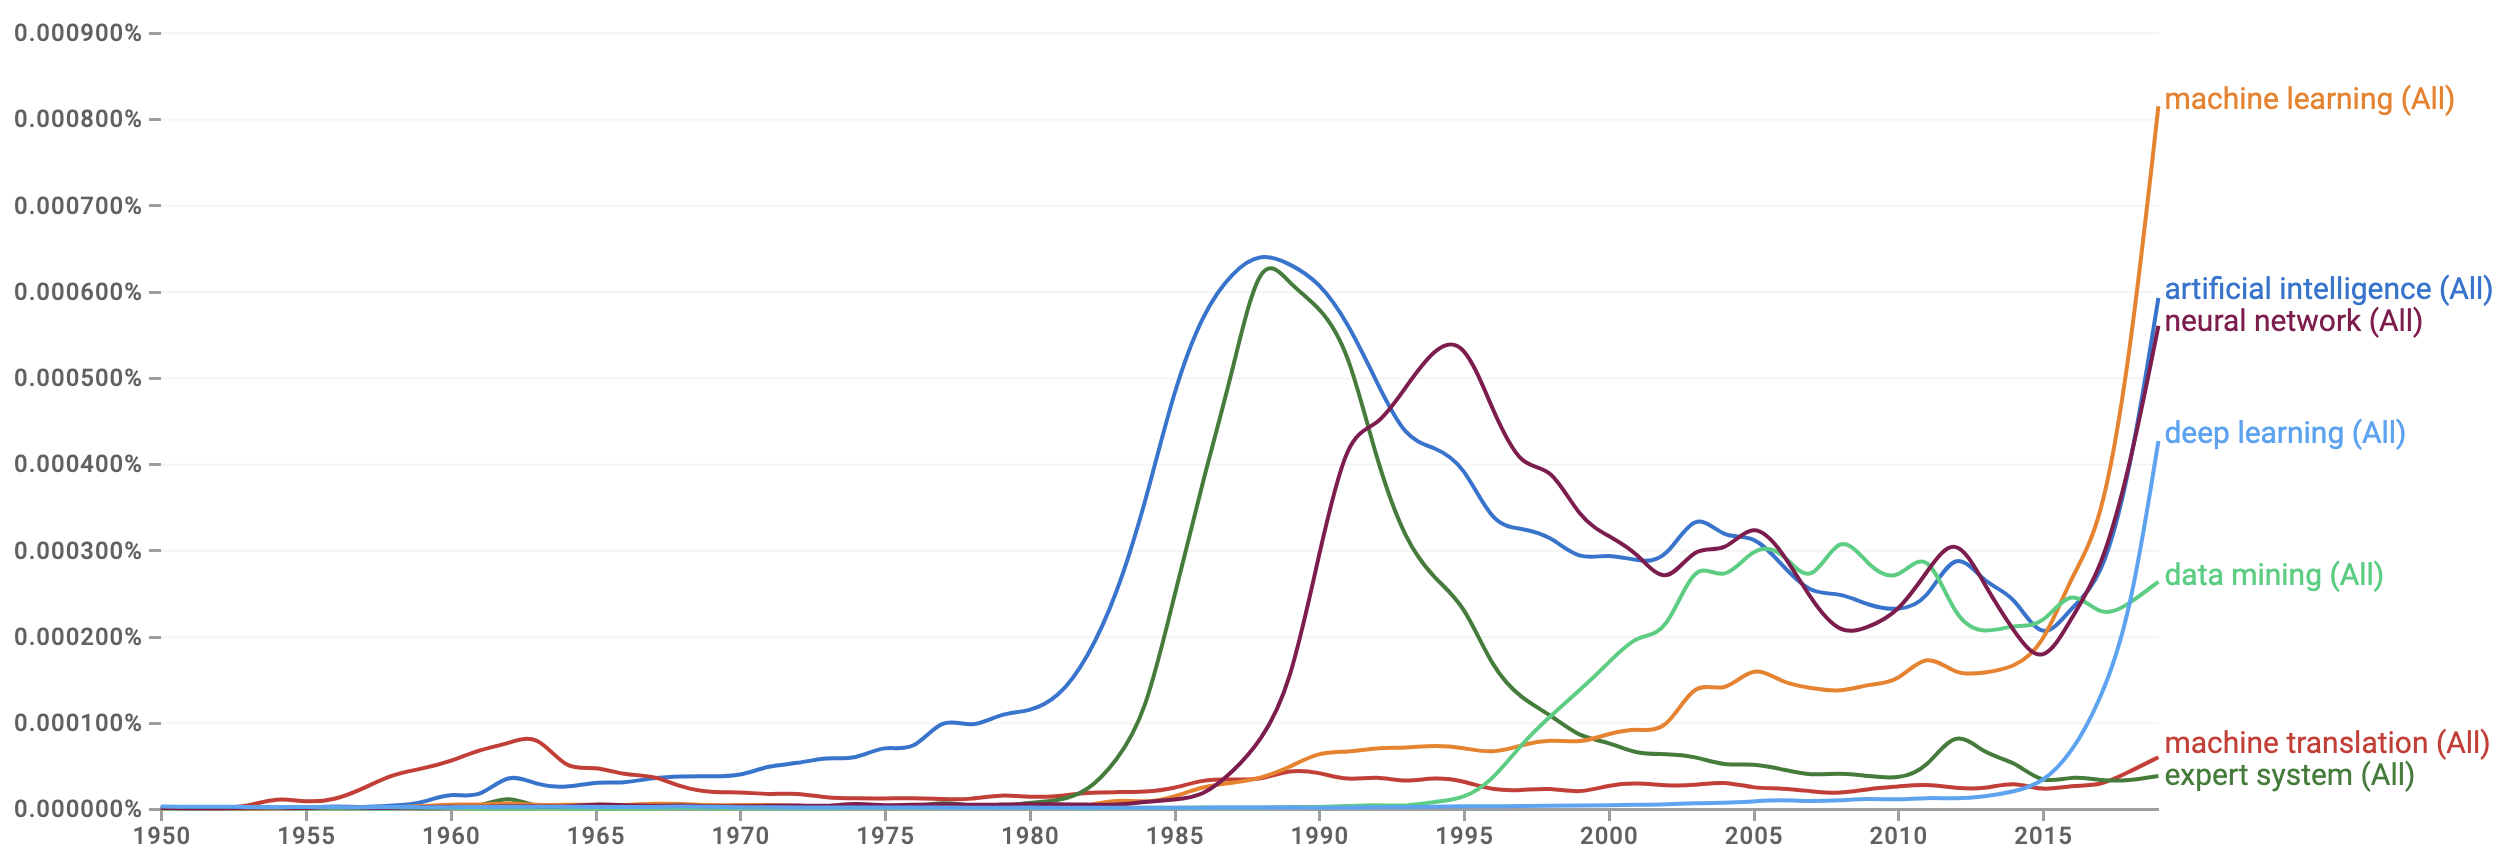 0.000900%
0.000800%
0.000700%
0.000600%
0.000500%
0.000400%
0.000300%
0.000200%
0.000100%
0.000000%
machine learning (All)
artificial intelligence (All)
neural network (All)
deep learning (All)
data mining (All)
machine translation (All)
expert system (All)
1950 1955 1960 1965 1970 1975 1980 1985 1990 1995 2000 2005 2010 2015